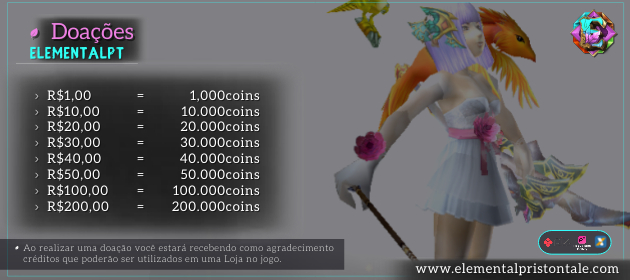 Doações
ELEMENTALPT
› R$1,00 = 1,000coins
› R$10,00 = 10.000coins
› R$20,00 = 20.000coins
› R$30,00 = 30.000coins
› R$40,00 = 40.000coins
› R$50,00 = 50.000coins
› R$100,00 = 100.000coins
› R$200,00 = 200.000coins
• Ao realizar uma doação você estará recebendo como agradecimento
créditos que poderão ser utilizados em uma Loja no jogo.
www.elementalpristontale.com